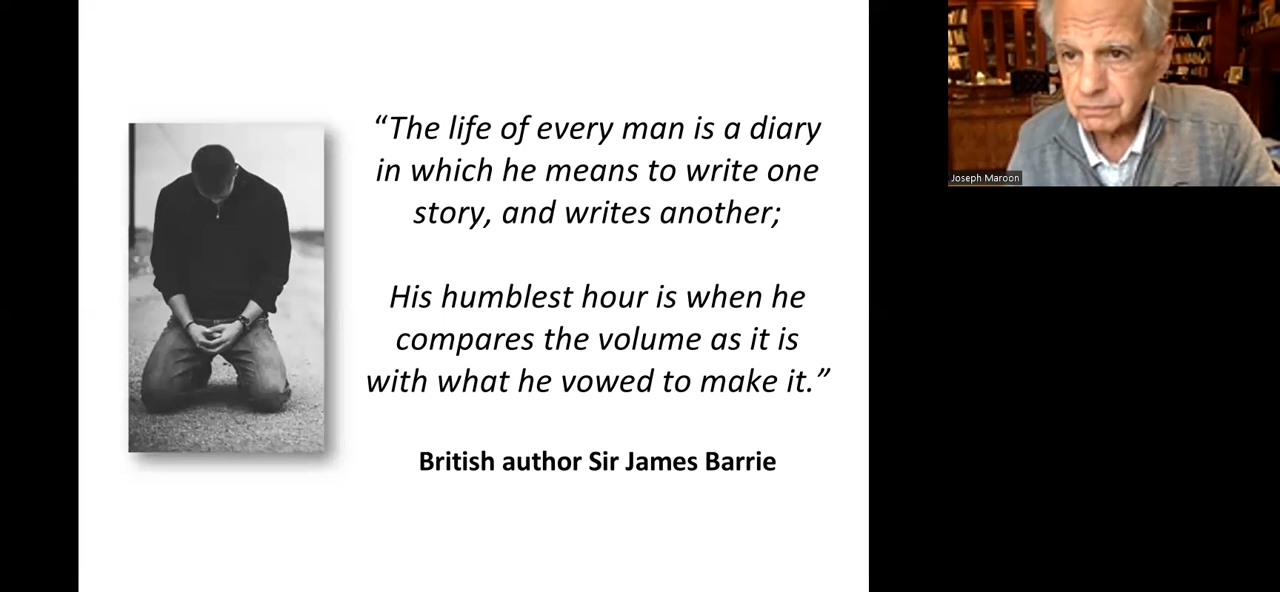 “The life of every man is a diary
in which he means to write one
story, and writes another;
His humblest hour is when he
compares the volume as it is
with what he vowed to make it.”
British author Sir James Barrie
Joseph Maroon